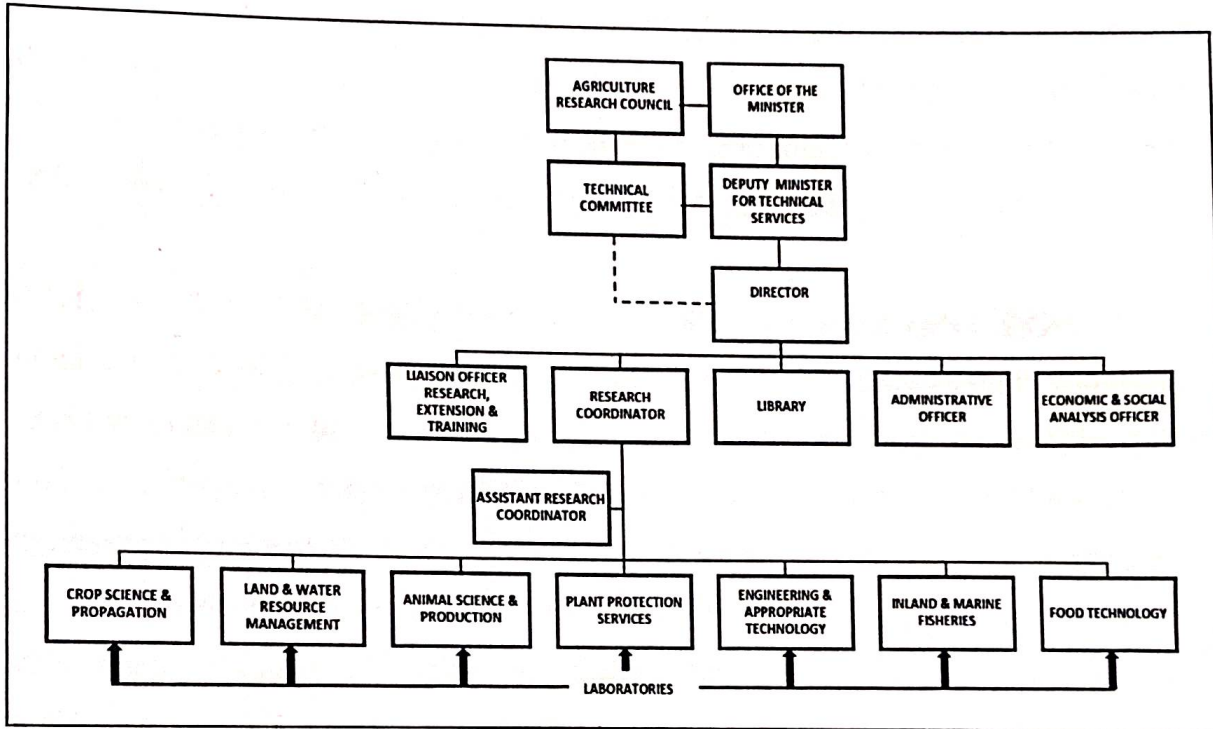 AGRICULTURE
RESEARCH COUNCIL
OFFICE OF THE
MINISTER
TECHNICAL
COMMITTEE
DEPUTY MINISTER
FOR TECHNICAL
SERVICES
DIRECTOR
LIAISON OFFICER
RESEARCH,
EXTENSION &
TRAINING
RESEARCH
COORDINATOR
LIBRARY
ADMINISTRATIVE
OFFICER
ECONOMIC & SOCIAL
ANALYSIS OFFICER
ASSISTANT RESEARCH
COORDINATOR
CROP SCIENCE &
PROPAGATION
LAND & WATER
RESOURCE
MANAGEMENT
ANIMAL SCIENCE &
PRODUCTION
PLANT PROTECTION
SERVICES
ENGINEERING &
APPROPRIATE
TECHNOLOGY
INLAND & MARINE
FISHERIES
FOOD TECHNOLOGY
LABORATORIES